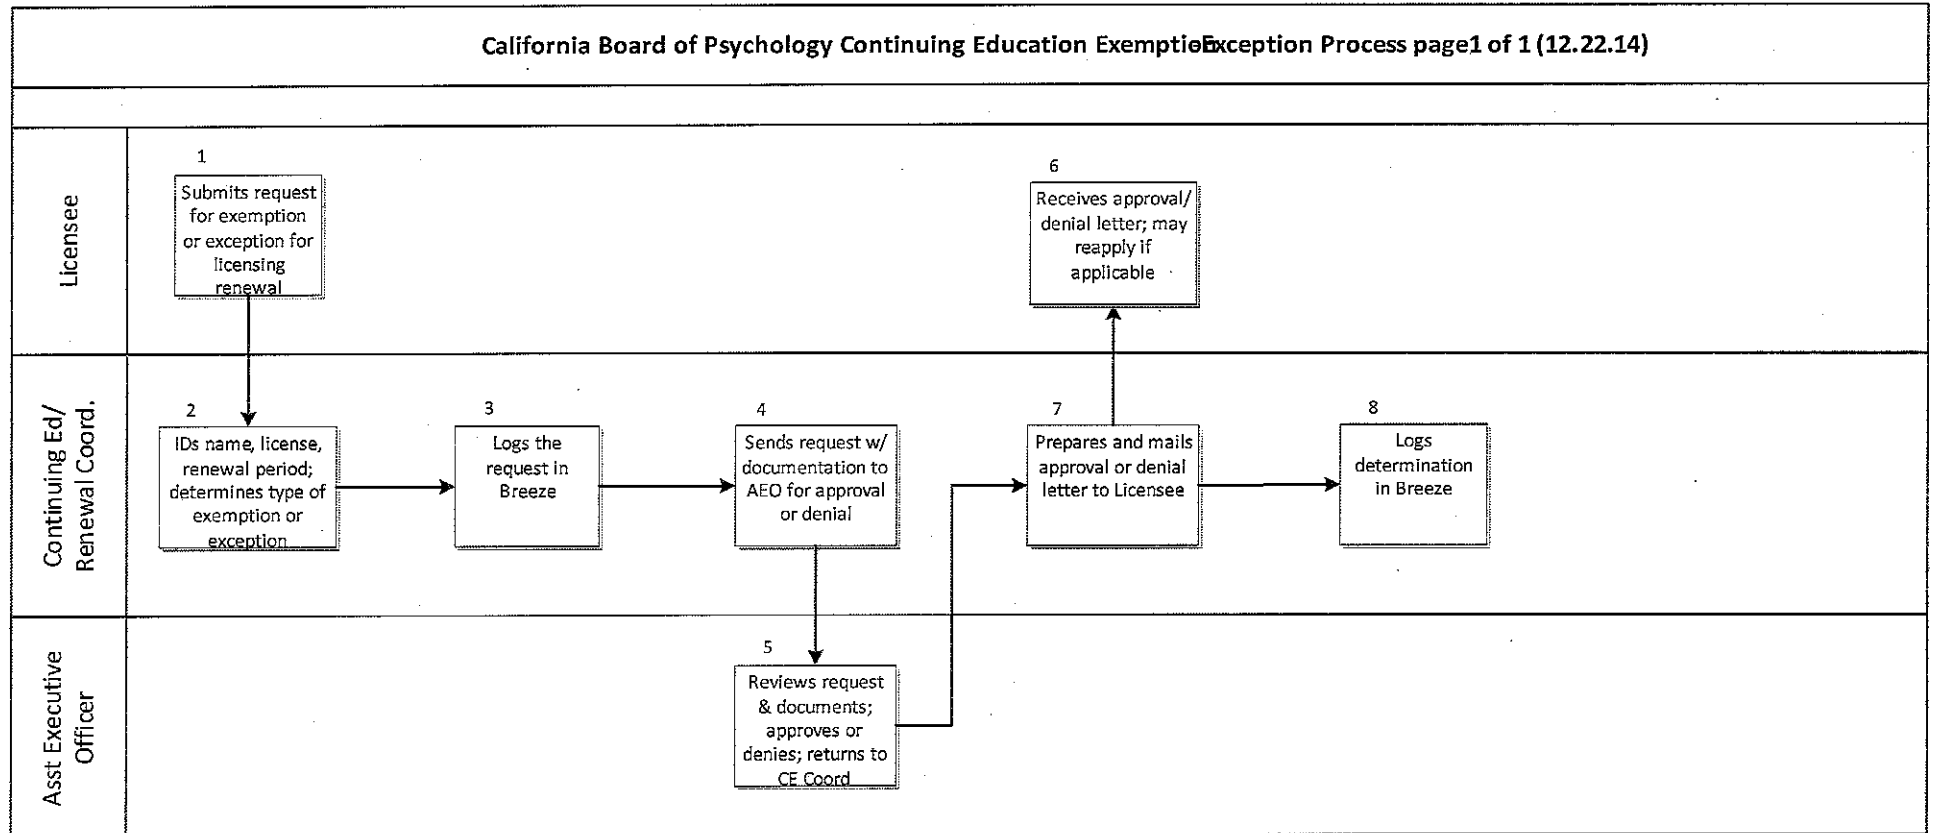 California Board of Psychology Continuing Education Exemption Exception Process page1 of 1 (12.22.14)
Licensee
1
Submits request
for exemption
or exception for
licensing
renewal
6
Receives approval/
denial letter; may
reapply if
applicable
Continuing Ed/
Renewal Coord.
2
IDs name, license,
renewal period;
determines type of
exemption or
exception
3
Logs the
request in
Breeze
4
Sends request w/
documentation to
AEO for approval
or denial
7
Prepares and mails
approval or denial
letter to Licensee
8
Logs
determination
in Breeze
Asst Executive
Officer
5
Reviews request
& documents;
approves or
denies; returns to
CE Coord